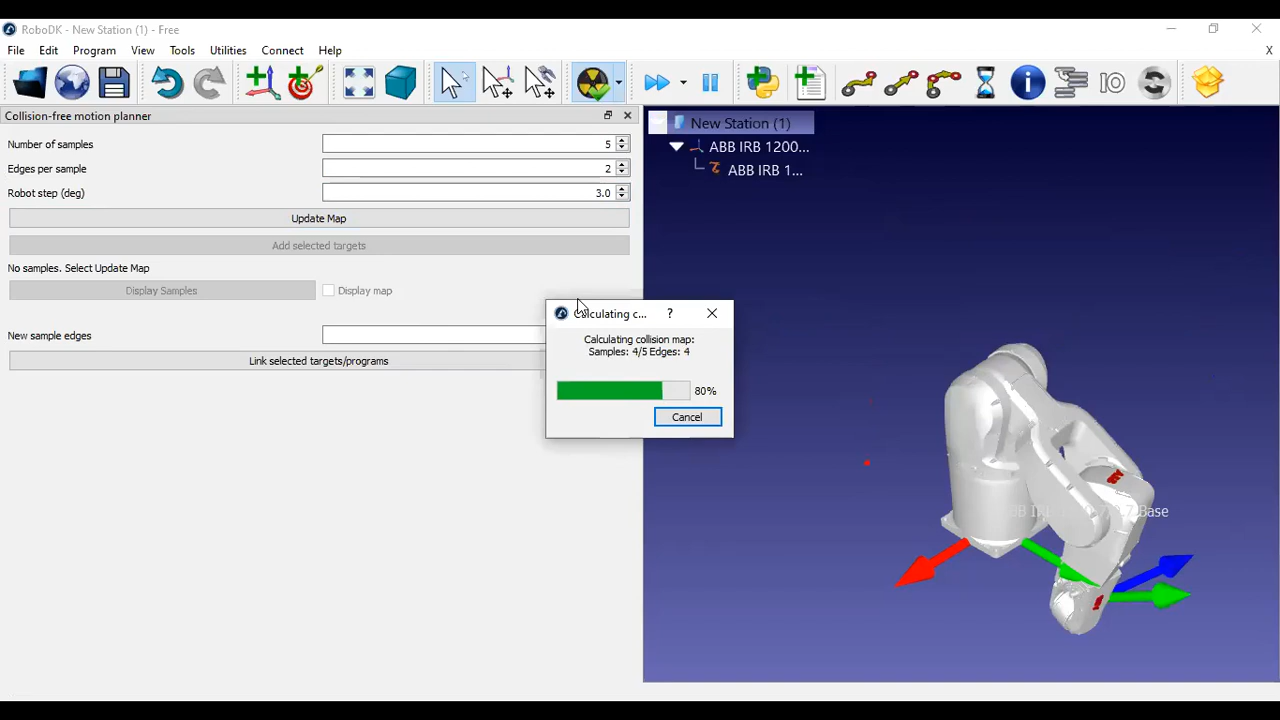 RoboDK - New Station (1) - Free
File Edit Program View Tools Utilities Connect Help X
Collision-free motion planner
Number of samples 5
Edges per sample 2
Robot step (deg) 3.0
Update Map
Add selected targets
No samples. Select Update Map
Display Samples Display map
New sample edges
Link selected targets/programs
New Station (1)
ABB IRB 1200...
ABB IRB 1...
Calculating c... ?
Calculating collision map:
Samples: 4/5 Edges: 4
80%
Cancel
Base